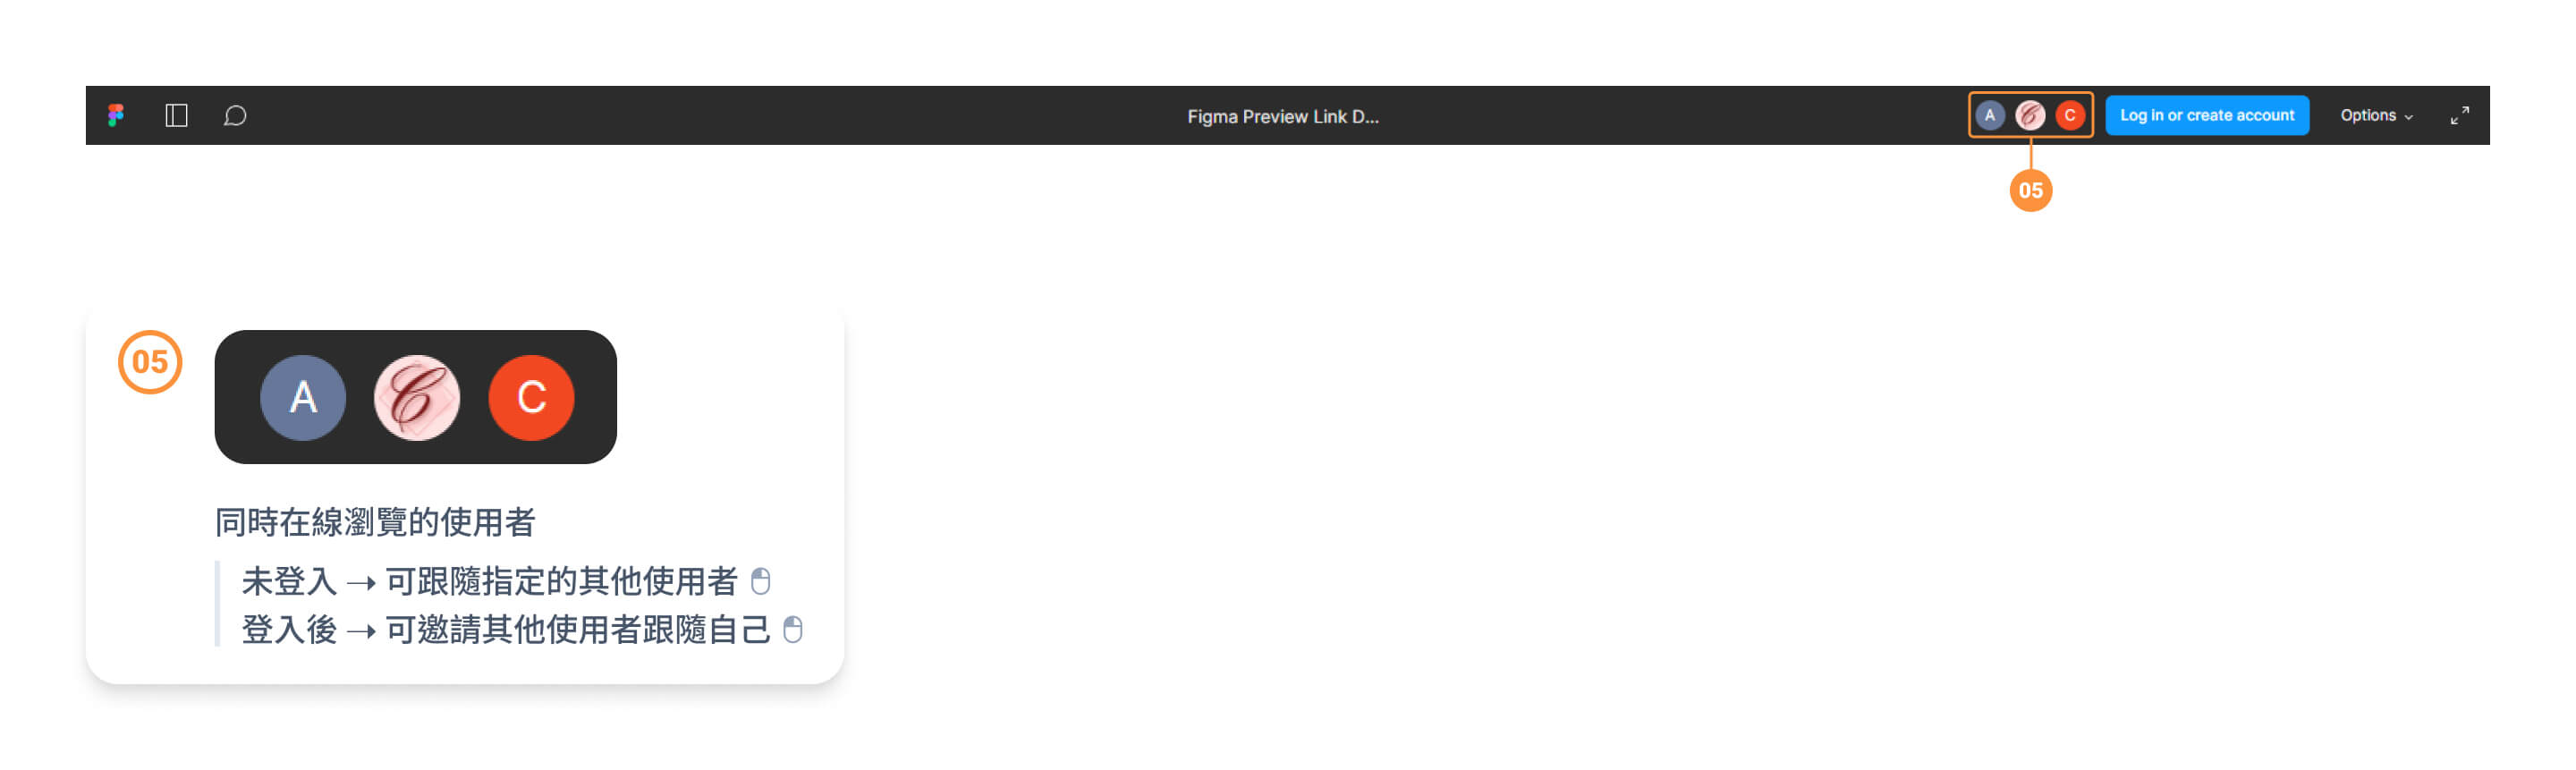 Figma Preview Link D...
A
C
C
Log in or create account
Options
05
05
A
C
C
同時在線瀏覽的使用者
未登入 → 可跟隨指定的其他使用者
登入後 → 可邀請其他使用者跟隨自己